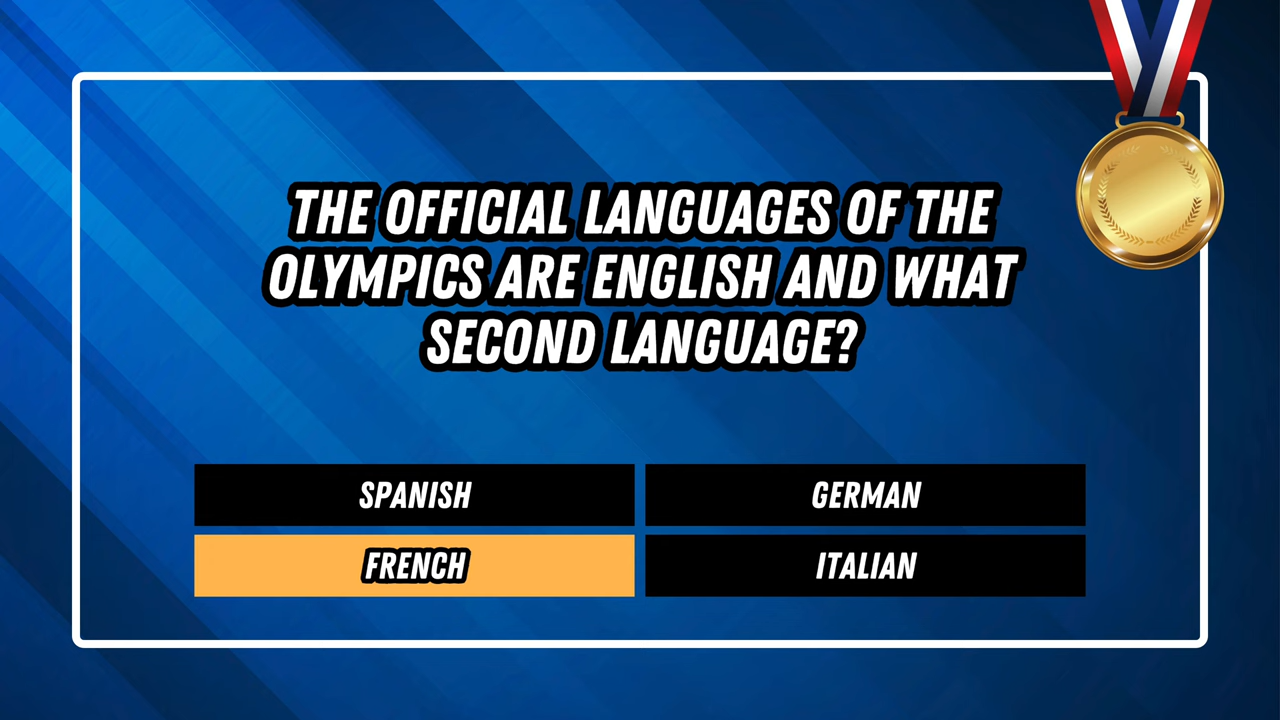 THE OFFICIAL LANGUAGES OF THE
OLYMPICS ARE ENGLISH AND WHAT
SECOND LANGUAGE?
SPANISH
GERMAN
FRENCH
ITALIAN